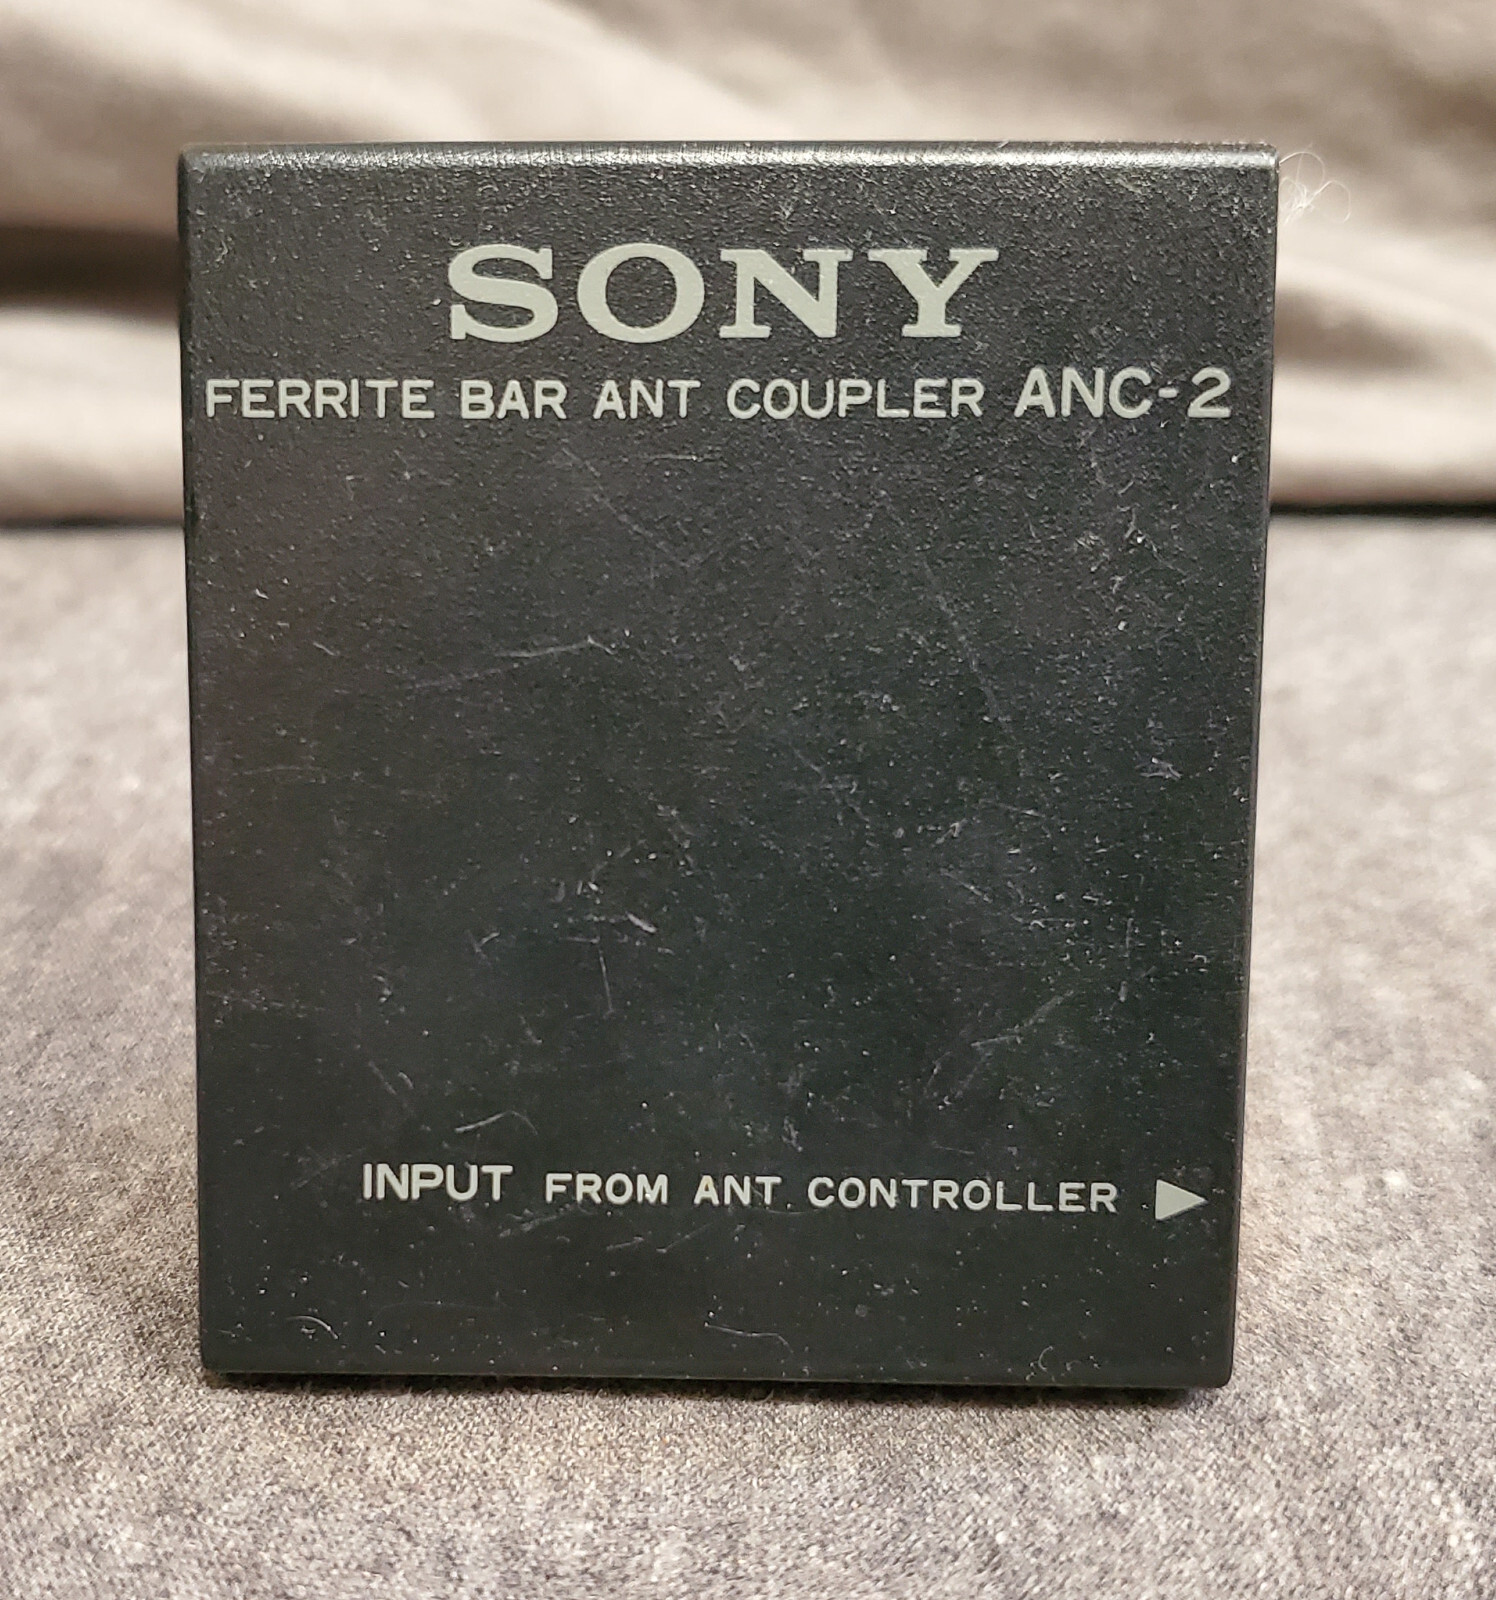 SONY
FERRITE BAR ANT COUPLER ANC-2
INPUT FROM ANT CONTROLLER ▶